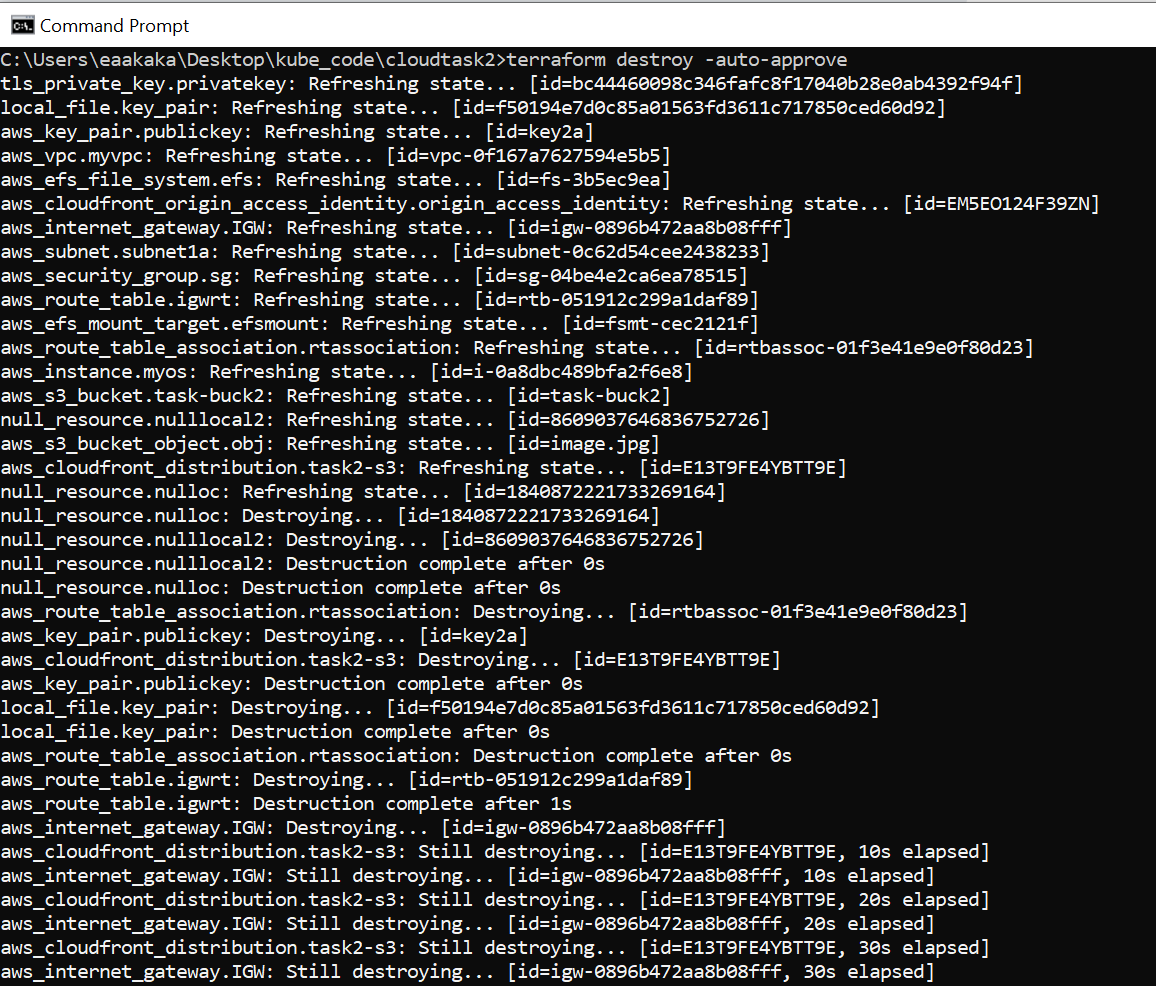 Command Prompt
C:\Users\eaakaka\Desktop\kube_code\cloudtask2>terraform destroy -auto-approve
tls_private_key.privatekey: Refreshing state... [id=bc44460098c346fafc8f17040b28e0ab4392f94f]
local_file.key_pair: Refreshing state... [id=f50194e7d0c85a01563fd3611c717850ced60d92]
aws_key_pair.publickey: Refreshing state... [id=key2a]
aws_vpc.myvpc: Refreshing state... [id=vpc-0f167a7627594e5b5]
aws_efs_file_system.efs: Refreshing state... [id=fs-3b5ec9ea]
aws_cloudfront_origin_access_identity.origin_access_identity: Refreshing state... [id=EM5EO124F39ZN]
aws_internet_gateway.IGW: Refreshing state... [id=igw-0896b472aa8b08fff]
aws_subnet.subnet1a: Refreshing state... [id=subnet-0c62d54cee2438233]
aws_security_group.sg: Refreshing state... [id=sg-04be4e2ca6ea78515]
aws_route_table.igwrt: Refreshing state... [id=rtb-051912c299a1daf89]
aws_efs_mount_target.efsmount: Refreshing state... [id=fsmt-cec2121f]
aws_route_table_association.rtassociation: Refreshing state... [id=rtbassoc-01f3e41e9e0f80d23]
aws_instance.myos: Refreshing state... [id=i-0a8dbc489bfa2f6e8]
aws_s3_bucket.task-buck2: Refreshing state... [id=task-buck2]
null_resource.nulllocal2: Refreshing state... [id=8609037646836752726]
aws_s3_bucket_object.obj: Refreshing state... [id=image.jpg]
aws_cloudfront_distribution.task2-s3: Refreshing state... [id=E13T9FE4YBTT9E]
null_resource.nulloc: Refreshing state... [id=1840872221733269164]
null_resource.nulloc: Destroying... [id=1840872221733269164]
null_resource.nulllocal2: Destroying... [id=8609037646836752726]
null_resource.nulllocal2: Destruction complete after 0s
null_resource.nulloc: Destruction complete after 0s
aws_route_table_association.rtassociation: Destroying... [id=rtbassoc-01f3e41e9e0f80d23]
aws_key_pair.publickey: Destroying... [id=key2a]
aws_cloudfront_distribution.task2-s3: Destroying... [id=E13T9FE4YBTT9E]
aws_key_pair.publickey: Destruction complete after 0s
local_file.key_pair: Destroying... [id=f50194e7d0c85a01563fd3611c717850ced60d92]
local_file.key_pair: Destruction complete after 0s
aws_route_table_association.rtassociation: Destruction complete after 0s
aws_route_table.igwrt: Destroying... [id=rtb-051912c299a1daf89]
aws_route_table.igwrt: Destruction complete after 1s
aws_internet_gateway.IGW: Destroying... [id=igw-0896b472aa8b08fff]
aws_cloudfront_distribution.task2-s3: Still destroying... [id=E13T9FE4YBTT9E, 10s elapsed]
aws_internet_gateway.IGW: Still destroying... [id=igw-0896b472aa8b08fff, 10s elapsed]
aws_cloudfront_distribution.task2-s3: Still destroying... [id=E13T9FE4YBTT9E, 20s elapsed]
aws_internet_gateway.IGW: Still destroying... [id=igw-0896b472aa8b08fff, 20s elapsed]
aws_cloudfront_distribution.task2-s3: Still destroying... [id=E13T9FE4YBTT9E, 30s elapsed]
aws_internet_gateway.IGW: Still destroying... [id=igw-0896b472aa8b08fff, 30s elapsed]